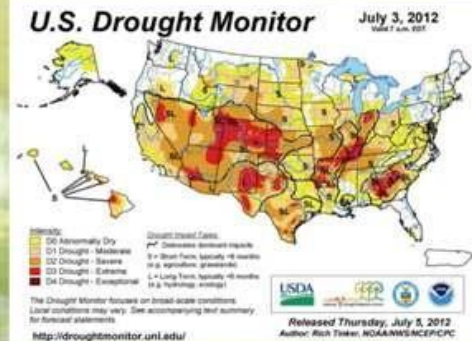 U.S. Drought Monitor
July 3, 2012
Valid 7 a.m. EDT
Intensity:
D0 Abnormally Dry
D1 Drought - Moderate
D2 Drought - Severe
D3 Drought - Extreme
D4 Drought - Exceptional
Drought Impact Types:
Delineates dominant impacts
S = Short-Term, typically <6 months
(e.g. agriculture, grasslands)
L = Long-Term, typically >6 months
(e.g. hydrology, ecology)
The Drought Monitor focuses on broad-scale conditions.
Local conditions may vary. See accompanying text summary
for forecast statements.
http://droughtmonitor.unl.edu/
USDA
Released Thursday, July 5, 2012
Author: Rich Tinker, NOAA/NWS/NCEP/CPC